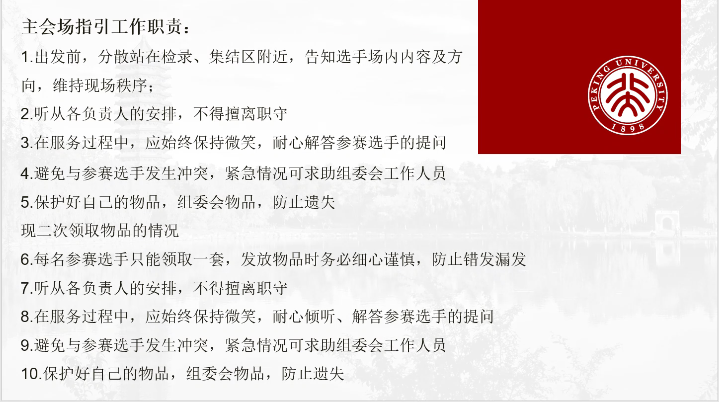 主会场指引工作职责：
1.出发前，分散站在检录、集结区附近，告知选手场内内容及方
向，维持现场秩序；
2.听从各负责人的安排，不得擅离职守
3.在服务过程中，应始终保持微笑，耐心解答参赛选手的提问
4.避免与参赛选手发生冲突，紧急情况可求助组委会工作人员
5.保护好自己的物品，组委会物品，防止遗失
现二次领取物品的情况
6.每名参赛选手只能领取一套，发放物品时务必细心谨慎，防止错发漏发
7.听从各负责人的安排，不得擅离职守
8.在服务过程中，应始终保持微笑，耐心倾听、解答参赛选手的提问
9.避免与参赛选手发生冲突，紧急情况可求助组委会工作人员
10.保护好自己的物品，组委会物品，防止遗失
PEKING UNIVERSITY
1898